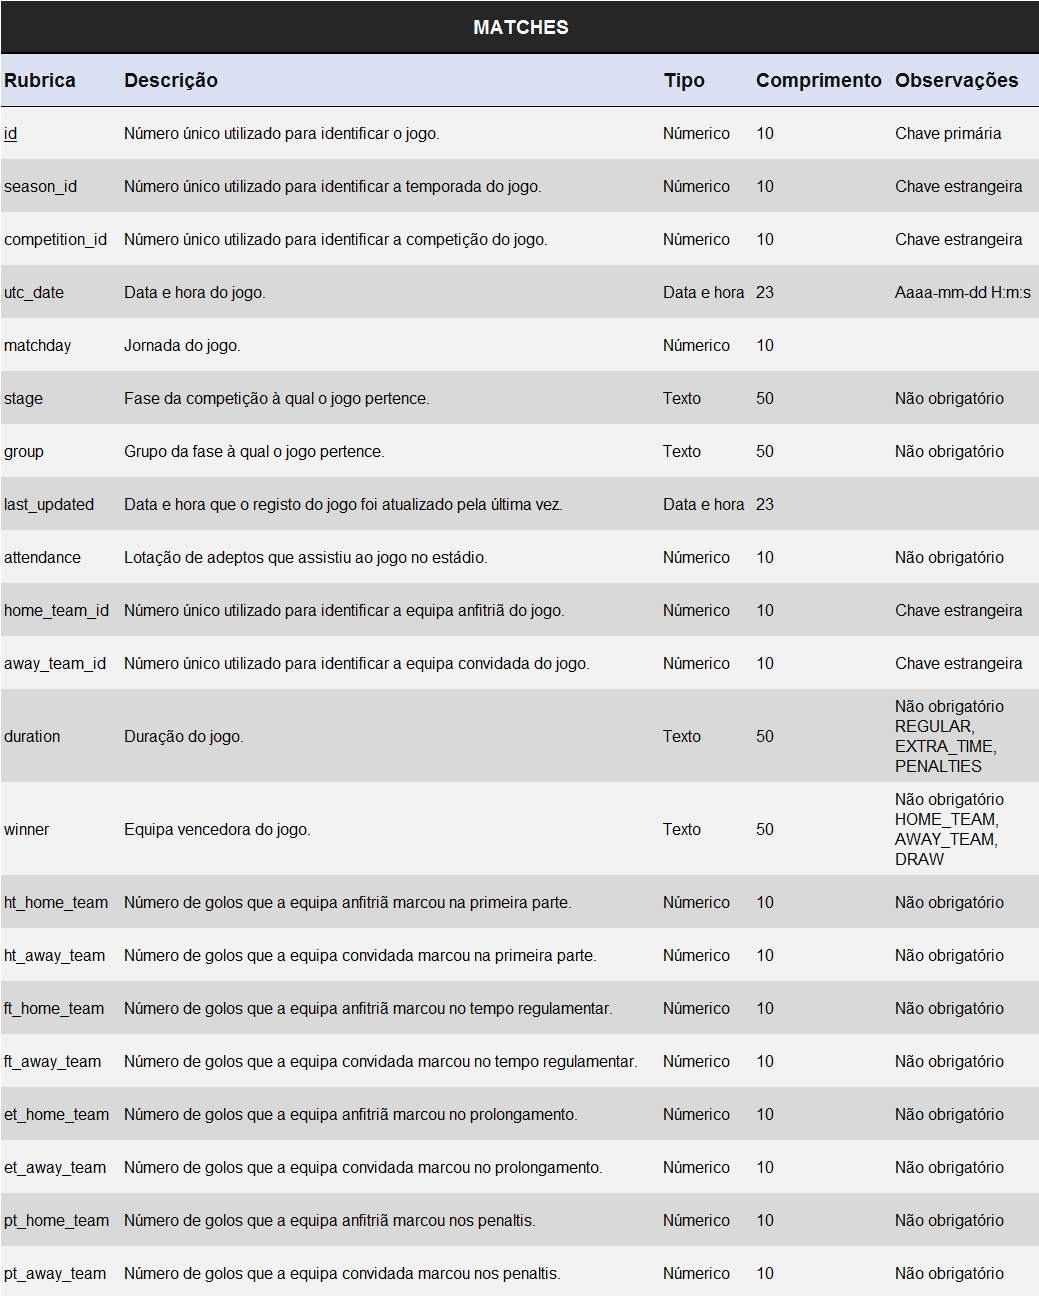 MATCHES
Rubrica Descrição Tipo Comprimento Observações
id Número único utilizado para identificar o jogo. Númerico 10 Chave primária
season_id Número único utilizado para identificar a temporada do jogo. Númerico 10 Chave estrangeira
competition_id Número único utilizado para identificar a competição do jogo. Númerico 10 Chave estrangeira
utc_date Data e hora do jogo. Data e hora 23 Aaaa-mm-dd H:m:s
matchday Jornada do jogo. Númerico 10
stage Fase da competição à qual o jogo pertence. Texto 50 Não obrigatório
group Grupo da fase à qual o jogo pertence. Texto 50 Não obrigatório
last_updated Data e hora que o registo do jogo foi atualizado pela última vez. Data e hora 23
attendance Lotação de adeptos que assistiu ao jogo no estádio. Númerico 10 Não obrigatório
home_team_id Número único utilizado para identificar a equipa anfitriã do jogo. Númerico 10 Chave estrangeira
away_team_id Número único utilizado para identificar a equipa convidada do jogo. Númerico 10 Chave estrangeira
duration Duração do jogo. Texto 50 Não obrigatório
REGULAR,
EXTRA_TIME,
PENALTIES
winner Equipa vencedora do jogo. Texto 50 Não obrigatório
HOME_TEAM,
AWAY_TEAM,
DRAW
ht_home_team Número de golos que a equipa anfitriã marcou na primeira parte. Númerico 10 Não obrigatório
ht_away_team Número de golos que a equipa convidada marcou na primeira parte. Númerico 10 Não obrigatório
ft_home_team Número de golos que a equipa anfitriã marcou no tempo regulamentar. Númerico 10 Não obrigatório
ft_away_team Número de golos que a equipa convidada marcou no tempo regulamentar. Númerico 10 Não obrigatório
et_home_team Número de golos que a equipa anfitriã marcou no prolongamento. Númerico 10 Não obrigatório
et_away_team Número de golos que a equipa convidada marcou no prolongamento. Númerico 10 Não obrigatório
pt_home_team Número de golos que a equipa anfitriã marcou nos penaltis. Númerico 10 Não obrigatório
pt_away_team Número de golos que a equipa convidada marcou nos penaltis. Númerico 10 Não obrigatório